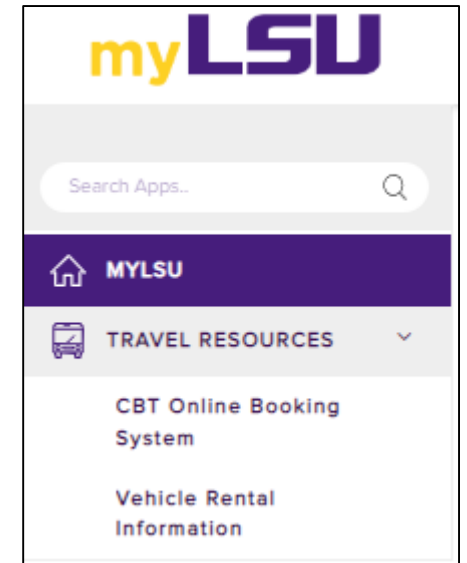 myLSU
Search Apps..
MYLSU
TRAVEL RESOURCES
CBT Online Booking
System
Vehicle Rental
Information